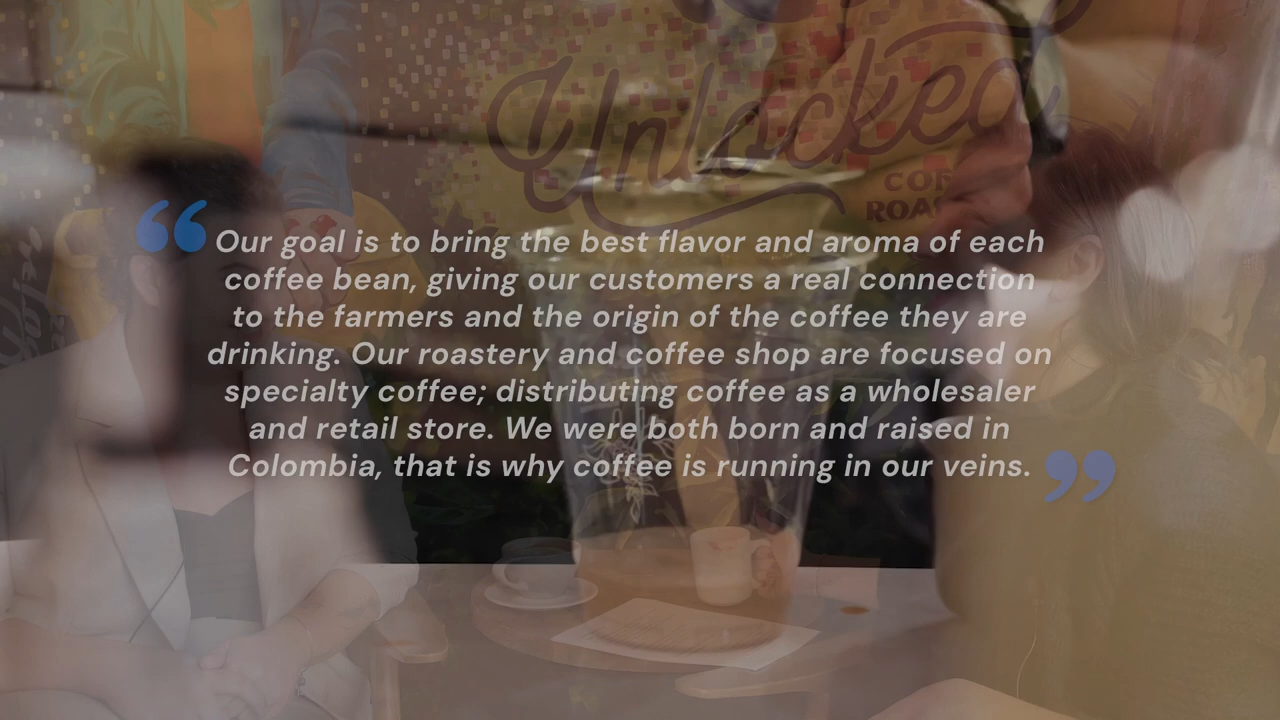 Unlocked
COF
ROAS
“Our goal is to bring the best flavor and aroma of each
coffee bean, giving our customers a real connection
to the farmers and the origin of the coffee they are
drinking. Our roastery and coffee shop are focused on
specialty coffee; distributing coffee as a wholesaler
and retail store. We were both born and raised in
Colombia, that is why coffee is running in our veins.”